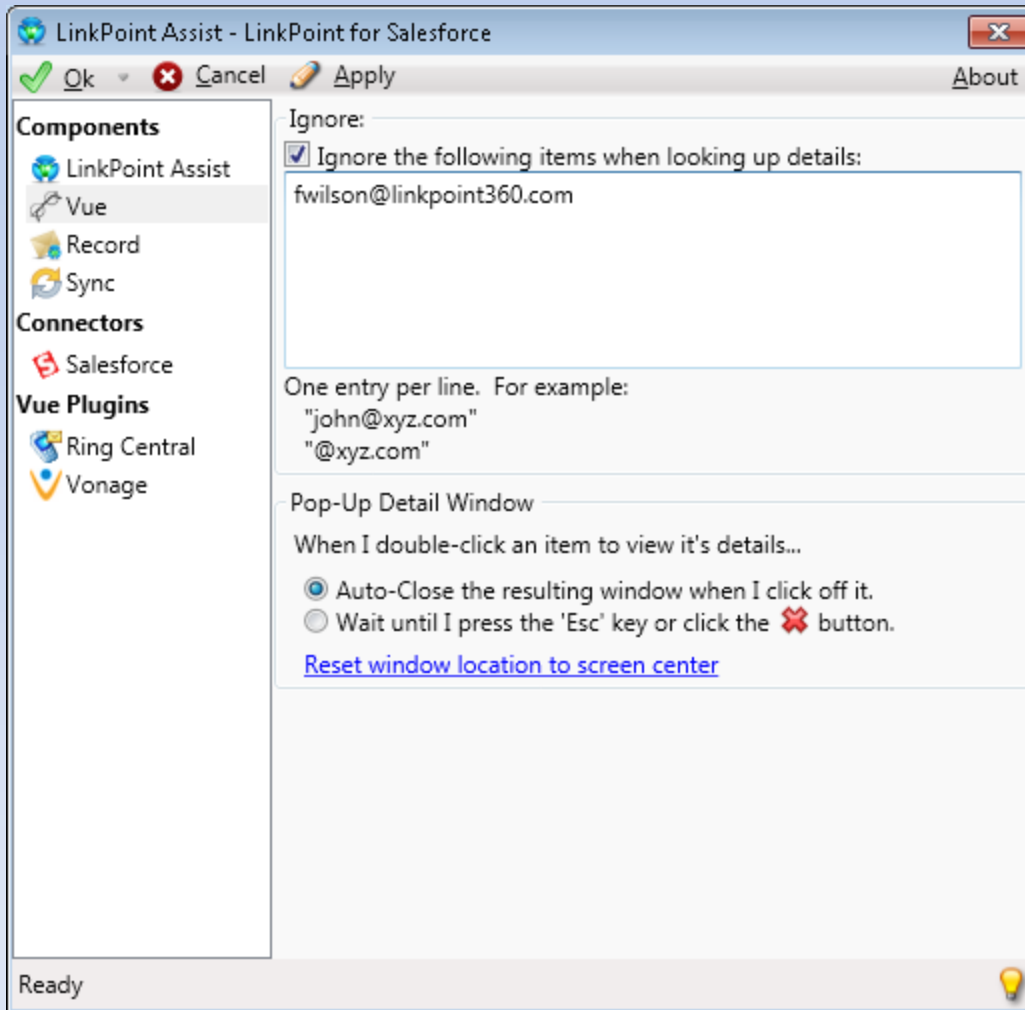 LinkPoint Assist - LinkPoint for Salesforce
Ok Cancel Apply About
Components
LinkPoint Assist
Vue
Record
Sync
Connectors
Salesforce
Vue Plugins
Ring Central
Vonage
Ignore:
Ignore the following items when looking up details:
fwilson@linkpoint360.com
One entry per line. For example:
"john@xyz.com"
"@xyz.com"
Pop-Up Detail Window
When I double-click an item to view it's details...
Auto-Close the resulting window when I click off it.
Wait until I press the 'Esc' key or click the button.
Reset window location to screen center
Ready